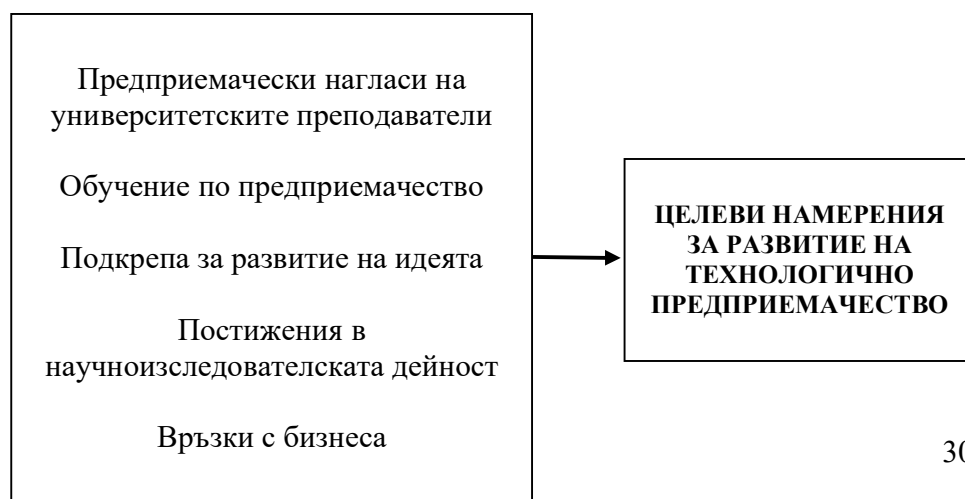 Предприемачески нагласи на
университетските преподаватели
Обучение по предприемачество
Подкрепа за развитие на идеята
Постижения в
научноизследователската дейност
Връзки с бизнеса
ЦЕЛЕВИ НАМЕРЕНИЯ
ЗА РАЗВИТИЕ НА
ТЕХНОЛОГИЧНО
ПРЕДПРИЕМАЧЕСТВО
30